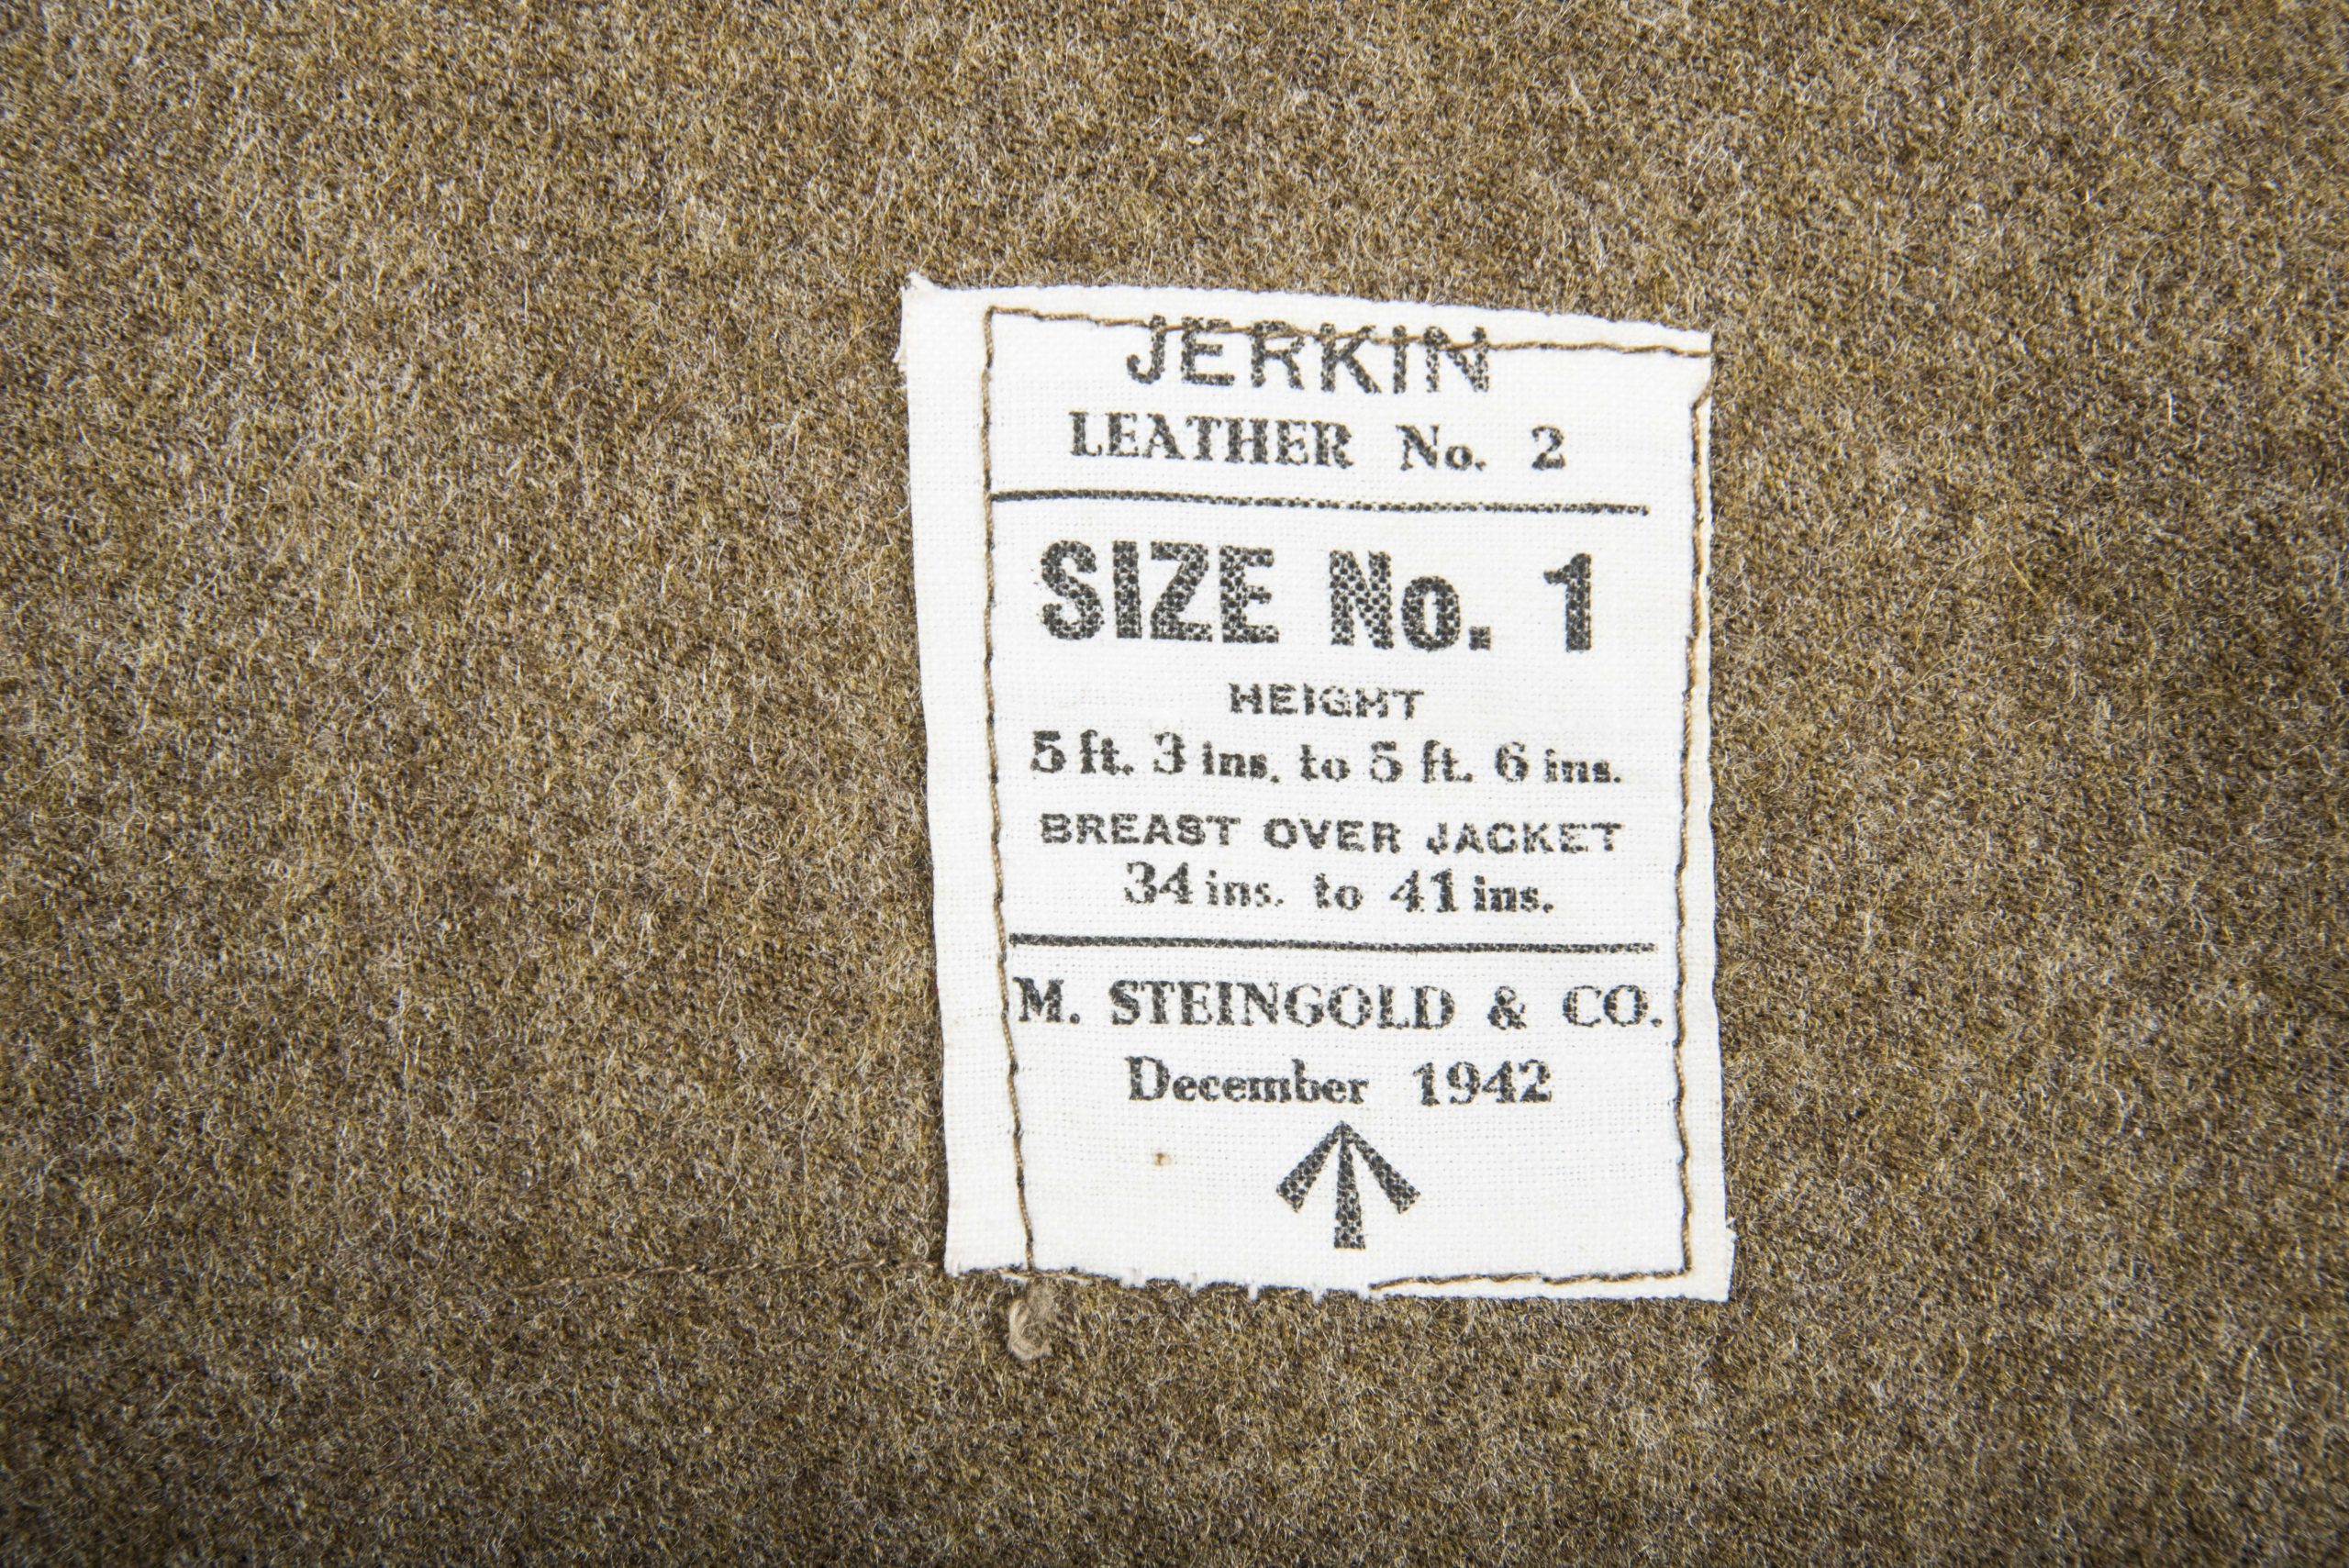 JERKIN
LEATHER No. 2
SIZE No. 1
HEIGHT
5 ft. 3 ins. to 5 ft. 6 ins.
BREAST OVER JACKET
34 ins. to 41 ins.
M. STEINGOLD & CO.
December 1942